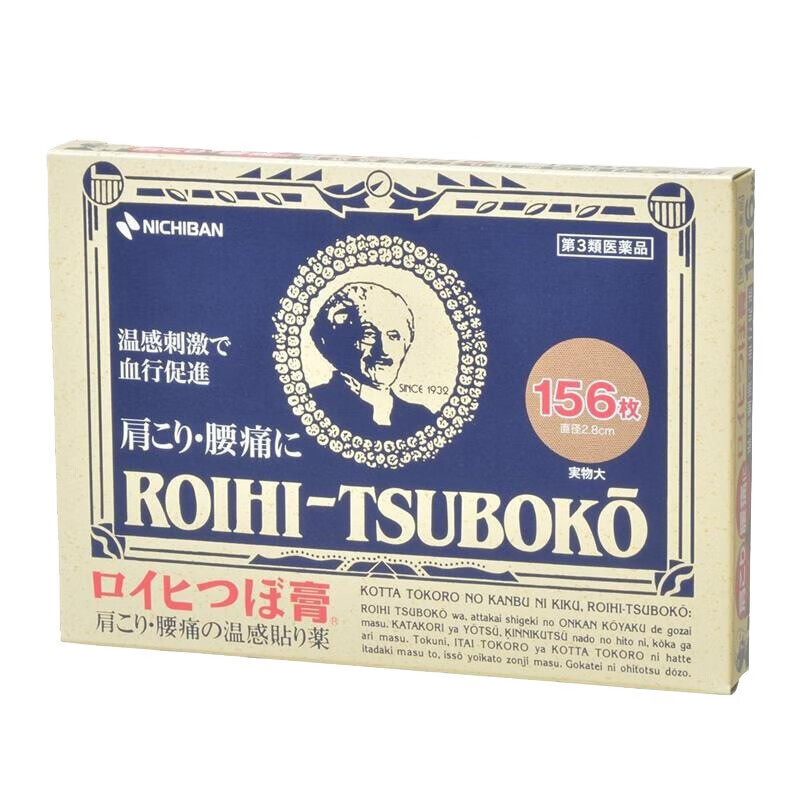 NICHIBAN
第3類医薬品
温感刺激で
血行促進
SINCE 1932
156枚
直径2.8cm
実物大
肩こり・腰痛に
ROIHI-TSUBOKŌ
ロイヒつぼ膏®
肩こり・腰痛の温感貼り薬
KOTTA TOKORO NO KANBU NI KIKU, ROIHI-TSUBOKŌ:
ROIHI TSUBOKŌ wa, attakai shigeki no ONKAN KŌYAKU de gozai
masu. KATAKORI ya YŌTSU, KINNIKUTSŪ nado no hito ni, kōka ga
ari masu. Tokuni, ITAI TOKORO ya KOTTA TOKORO ni hatte
itadaki masu to, issō yoikato zonji masu. Gokatei ni ohitotsu dōzo.
156